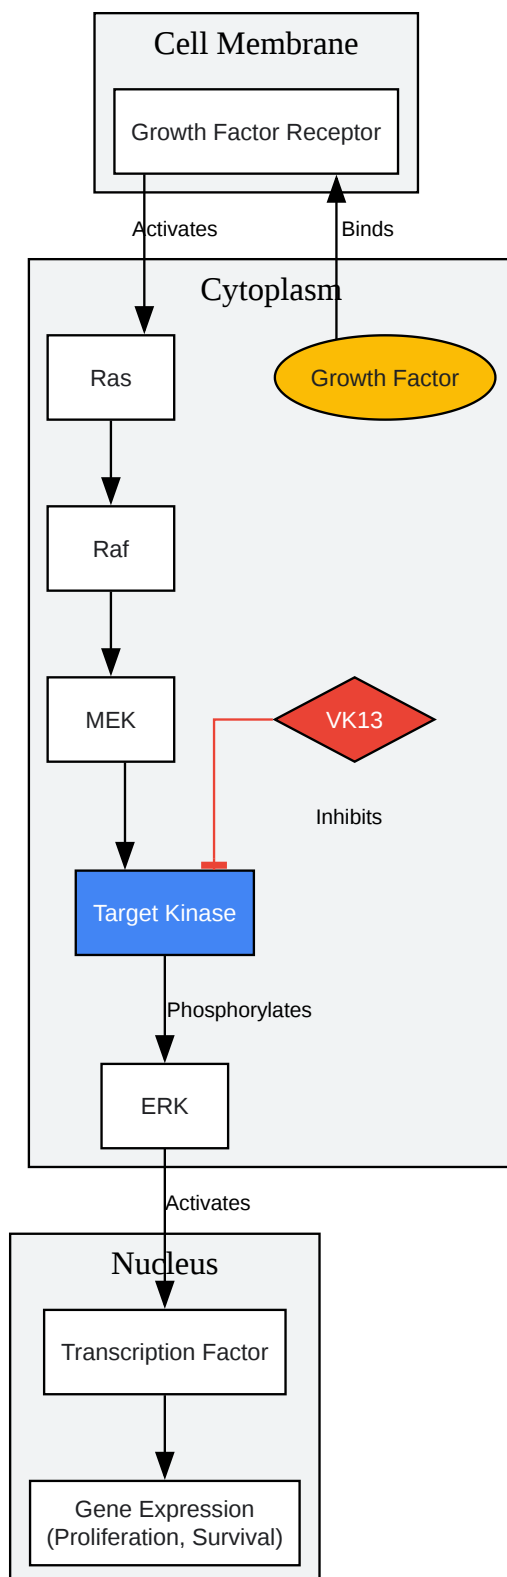 Cell Membrane
Growth Factor Receptor
Activates
Binds
Cytoplasm
Ras
Growth Factor
Raf
MEK
VK13
Inhibits
Target Kinase
Phosphorylates
ERK
Activates
Nucleus
Transcription Factor
Gene Expression
(Proliferation, Survival)